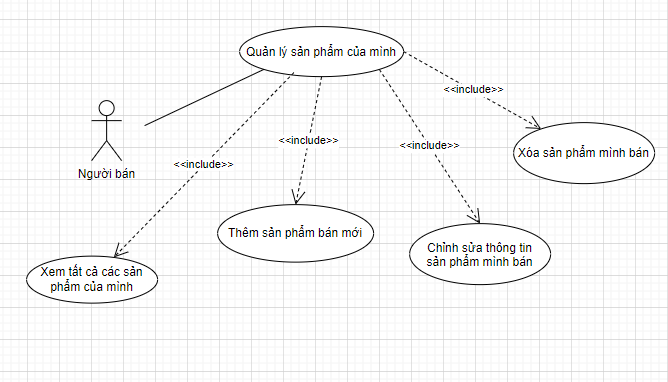 Quản lý sản phẩm của mình
<<include>>
<<include>>
<<include>>
<<include>>
Xóa sản phẩm mình bán
Người bán
Thêm sản phẩm bán mới
Chỉnh sửa thông tin
sản phẩm mình bán
Xem tất cả các sản
phẩm của mình